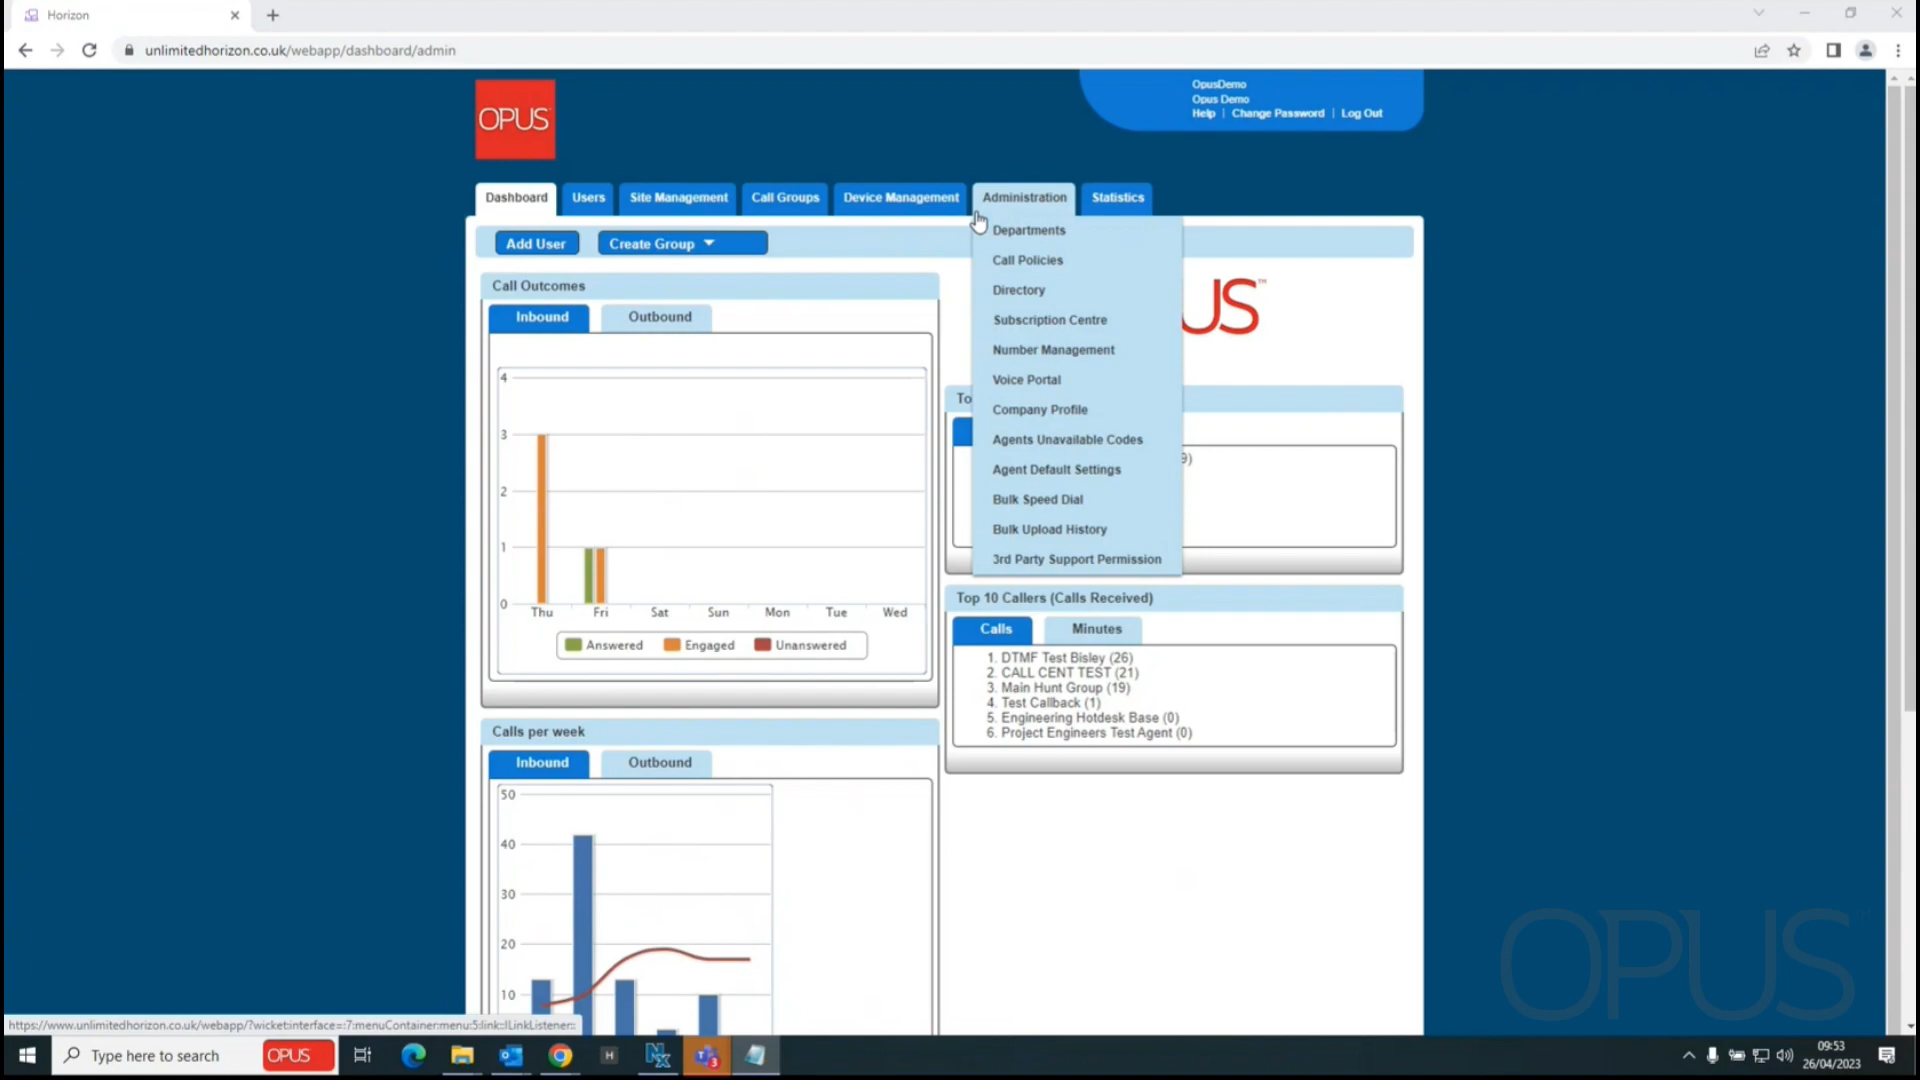 Horizon
unlimitedhorizon.co.uk/webapp/dashboard/admin
OPUS
OpusDemo
Opus Demo
Help | Change Password | Log Out
Dashboard Users Site Management Call Groups Device Management Administration Statistics
Add User Create Group
Departments
Call Policies
Directory
Subscription Centre
Number Management
Voice Portal
Company Profile
Agents Unavailable Codes
Agent Default Settings
Bulk Speed Dial
Bulk Upload History
3rd Party Support Permission
US™
To
9)
Call Outcomes
Inbound Outbound
4
3
2
1
0
Thu Fri Sat Sun Mon Tue Wed
Answered Engaged Unanswered
Top 10 Callers (Calls Received)
Calls Minutes
1. DTMF Test Bisley (26)
2. CALL CENT TEST (21)
3. Main Hunt Group (19)
4. Test Callback (1)
5. Engineering Hotdesk Base (0)
6. Project Engineers Test Agent (0)
Calls per week
Inbound Outbound
50
40
30
20
10
OPUS
https://www.unlimitedhorizon.co.uk/webapp/?wicket:interface=:7:menuContainer:menu:5:link::ILinkListener::
Type here to search OPUS
H
3
09:53
26/04/2023